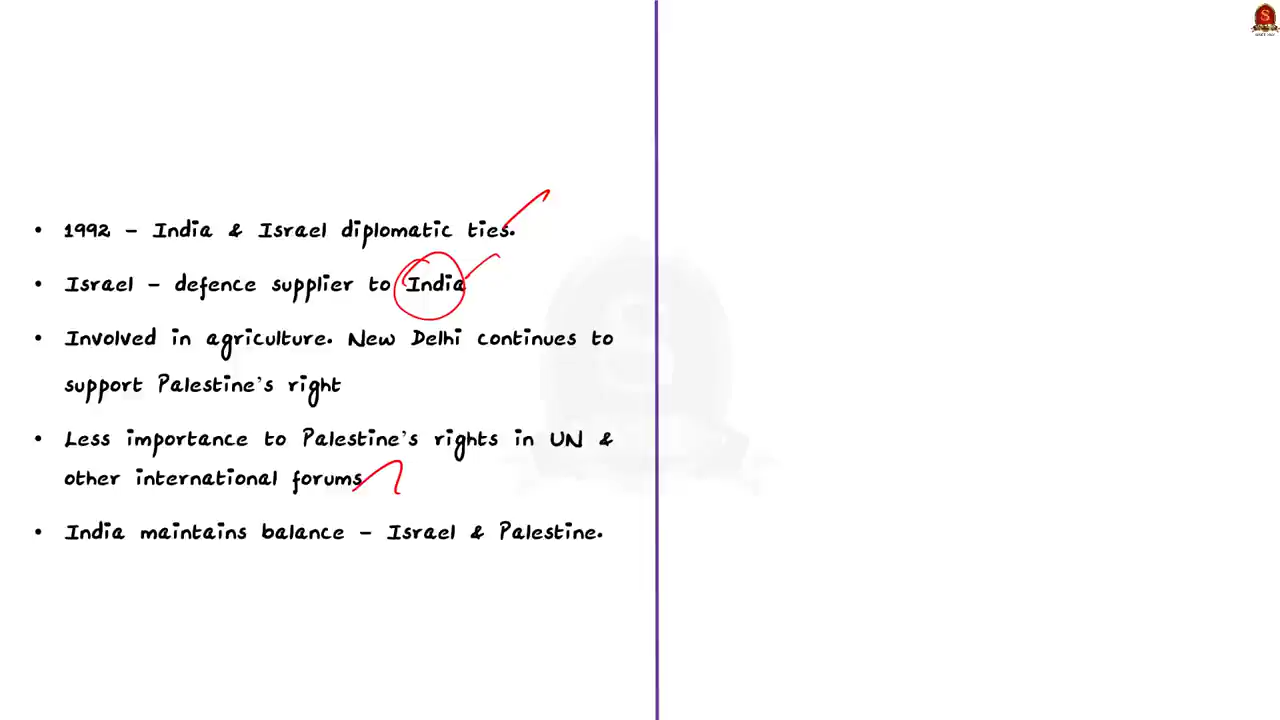 • 1992 – India & Israel diplomatic ties.
• Israel – defence supplier to India
• Involved in agriculture. New Delhi continues to
support Palestine's right
• Less importance to Palestine's rights in UN &
other international forums
• India maintains balance – Israel & Palestine.
S